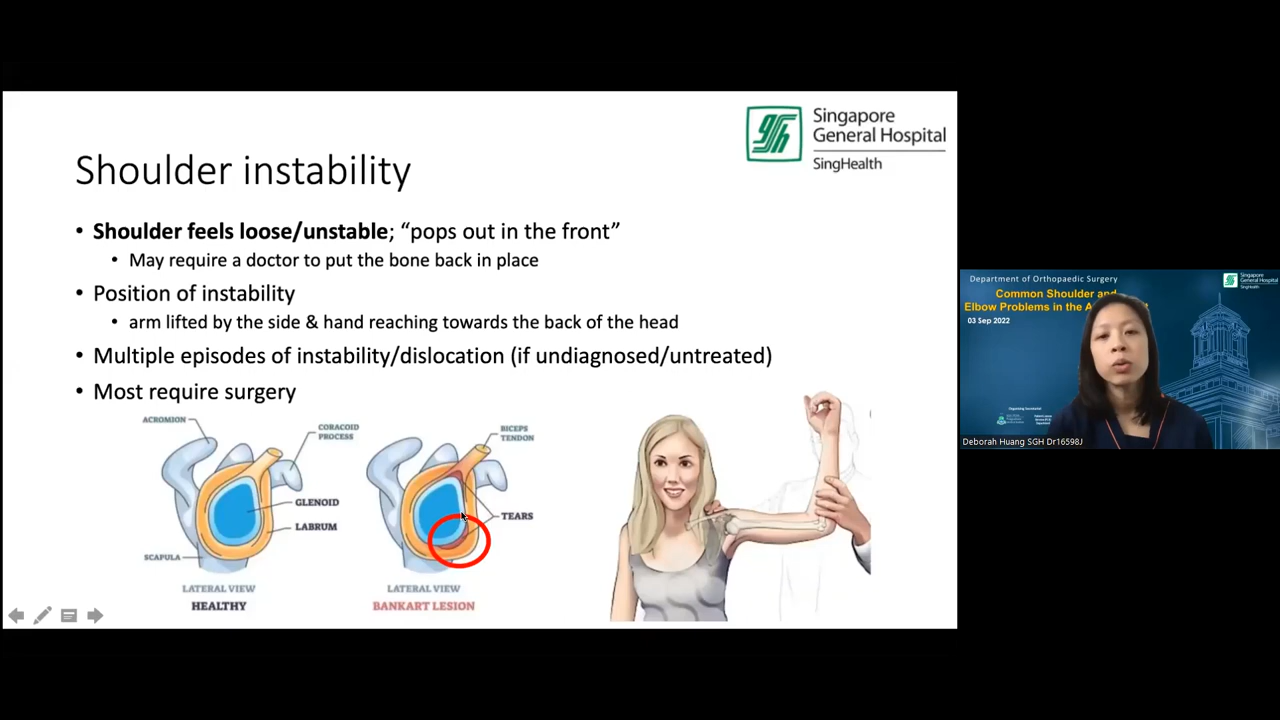 Singapore
General Hospital
SingHealth
Shoulder instability
• Shoulder feels loose/unstable; “pops out in the front”
• May require a doctor to put the bone back in place
• Position of instability
• arm lifted by the side & hand reaching towards the back of the head
• Multiple episodes of instability/dislocation (if undiagnosed/untreated)
• Most require surgery
ACROMION
CORACOID
PROCESS
GLENOID
LABRUM
SCAPULA
LATERAL VIEW
HEALTHY
BICEPS
TENDON
TEARS
LATERAL VIEW
BANKART LESION
Department of Orthopaedic Surgery
Singapore
General Hospital
SingHealth
Common Shoulder and
Elbow Problems in the
03 Sep 2022
Deborah Huang SGH Dr16598J